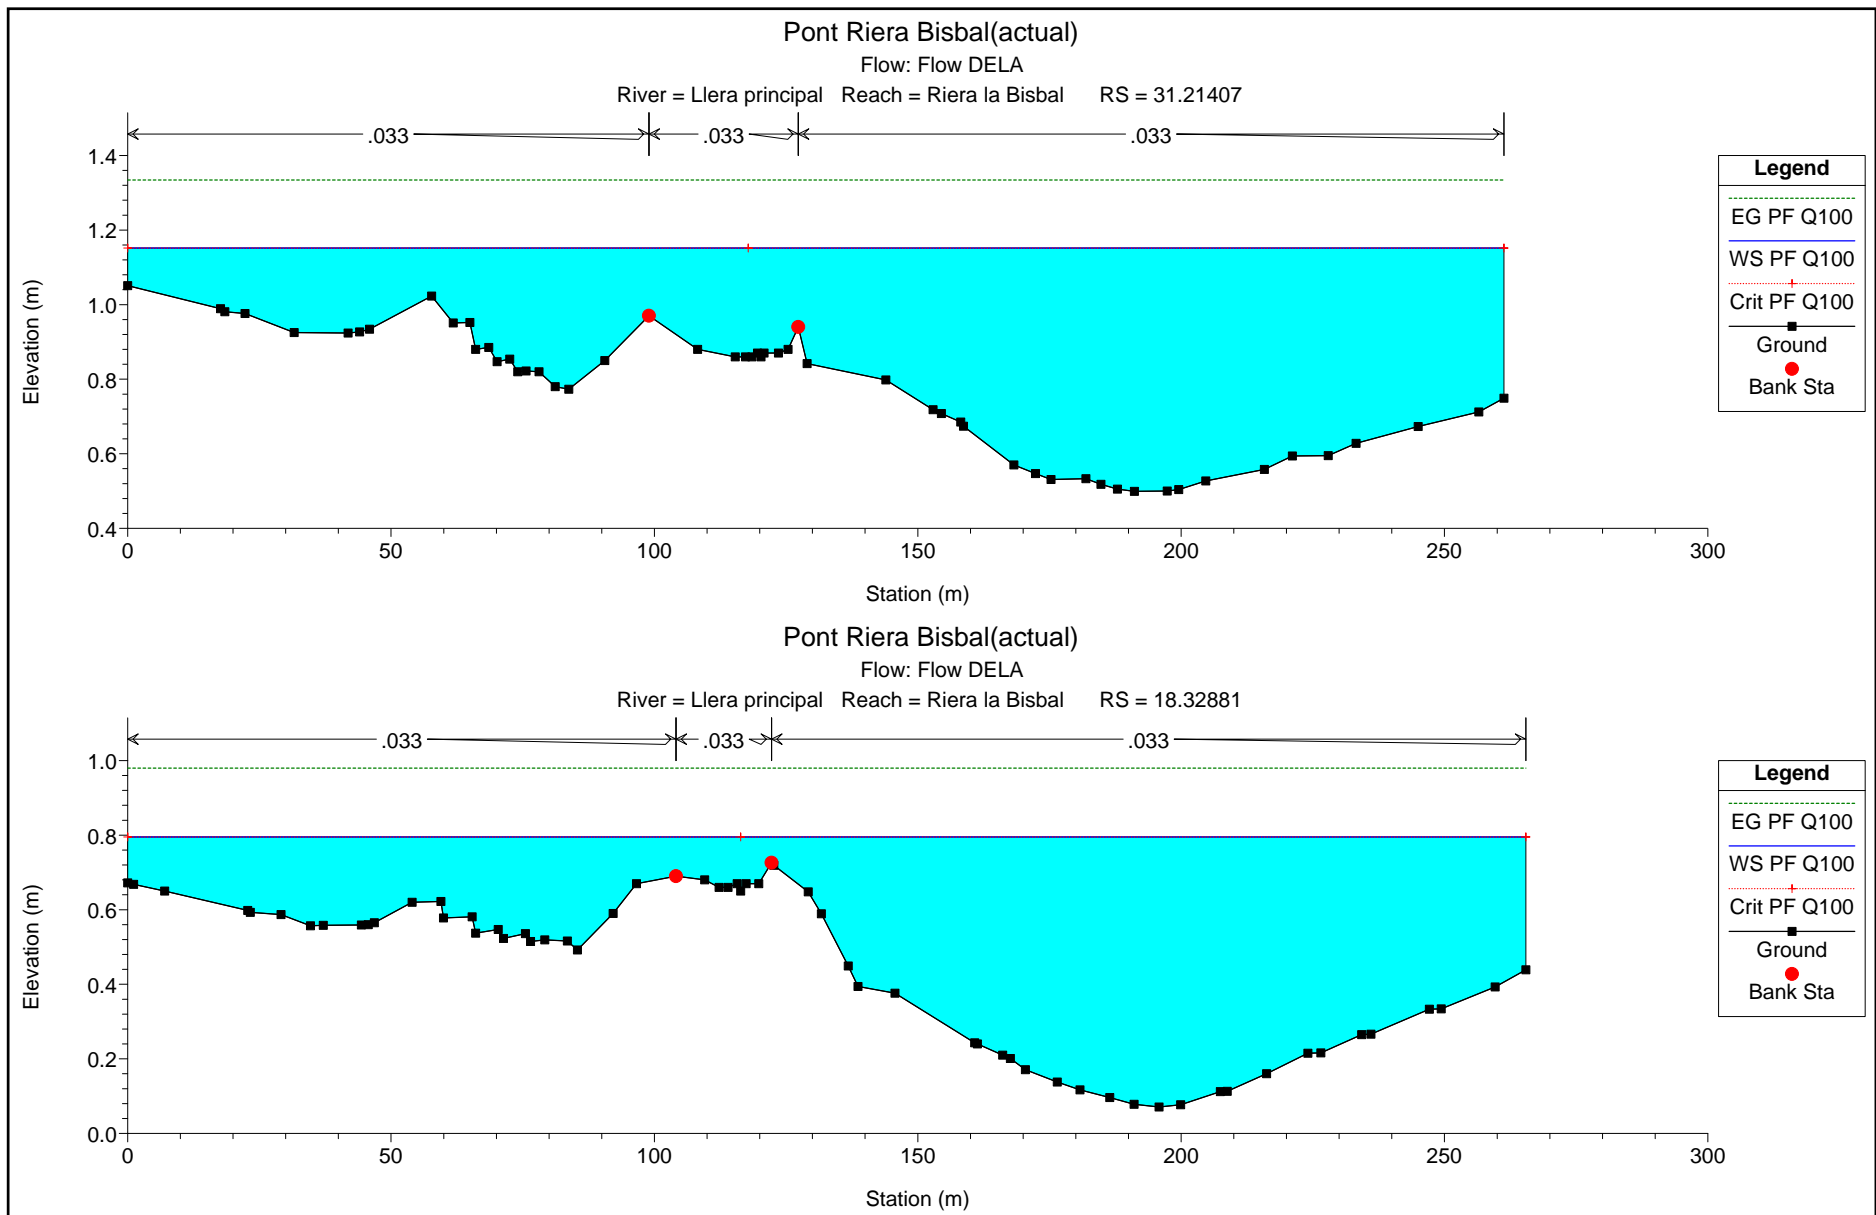 Pont Riera Bisbal(actual)
Flow: Flow DELA
River = Llera principal Reach = Riera la Bisbal RS = 31.21407
.033 .033 .033
1.4
1.2
1.0
0.8
0.6
0.4
Elevation (m)
0 50 100 150 200 250 300
Station (m)
Legend
EG PF Q100
WS PF Q100
Crit PF Q100
Ground
Bank Sta
Pont Riera Bisbal(actual)
Flow: Flow DELA
River = Llera principal Reach = Riera la Bisbal RS = 18.32881
.033 .033 .033
1.0
0.8
0.6
0.4
0.2
0.0
Elevation (m)
0 50 100 150 200 250 300
Station (m)
Legend
EG PF Q100
WS PF Q100
Crit PF Q100
Ground
Bank Sta